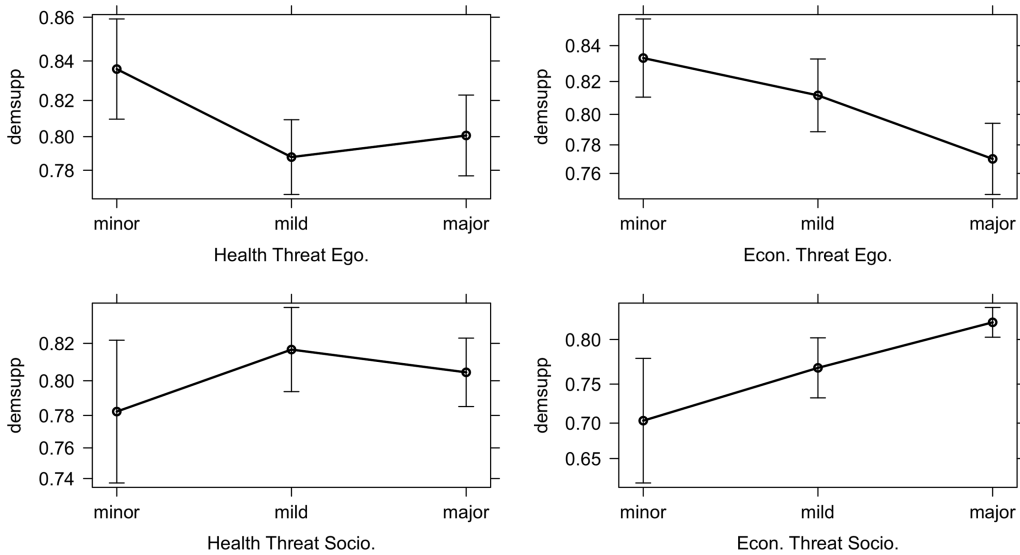 0.86
0.84
0.82
0.80
0.78
demsupp
minor mild major
Health Threat Ego.
0.84
0.82
0.80
0.78
0.76
demsupp
minor mild major
Econ. Threat Ego.
0.82
0.80
0.78
0.76
0.74
demsupp
minor mild major
Health Threat Socio.
0.80
0.75
0.70
0.65
demsupp
minor mild major
Econ. Threat Socio.